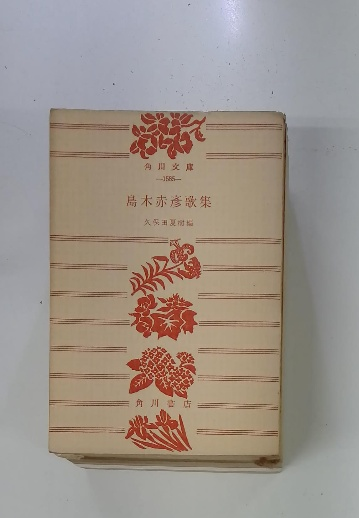 角川文庫
—1595—
島木赤彦歌集
久保田夏樹編
角川書店